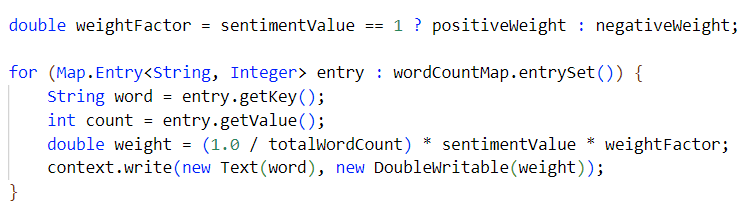 double weightFactor = sentimentValue == 1 ? positiveWeight : negativeWeight;
for (Map.Entry<String, Integer> entry : wordCountMap.entrySet()) {
String word = entry.getKey();
int count = entry.getValue();
double weight = (1.0 / totalWordCount) * sentimentValue * weightFactor;
context.write(new Text(word), new DoubleWritable(weight));
}